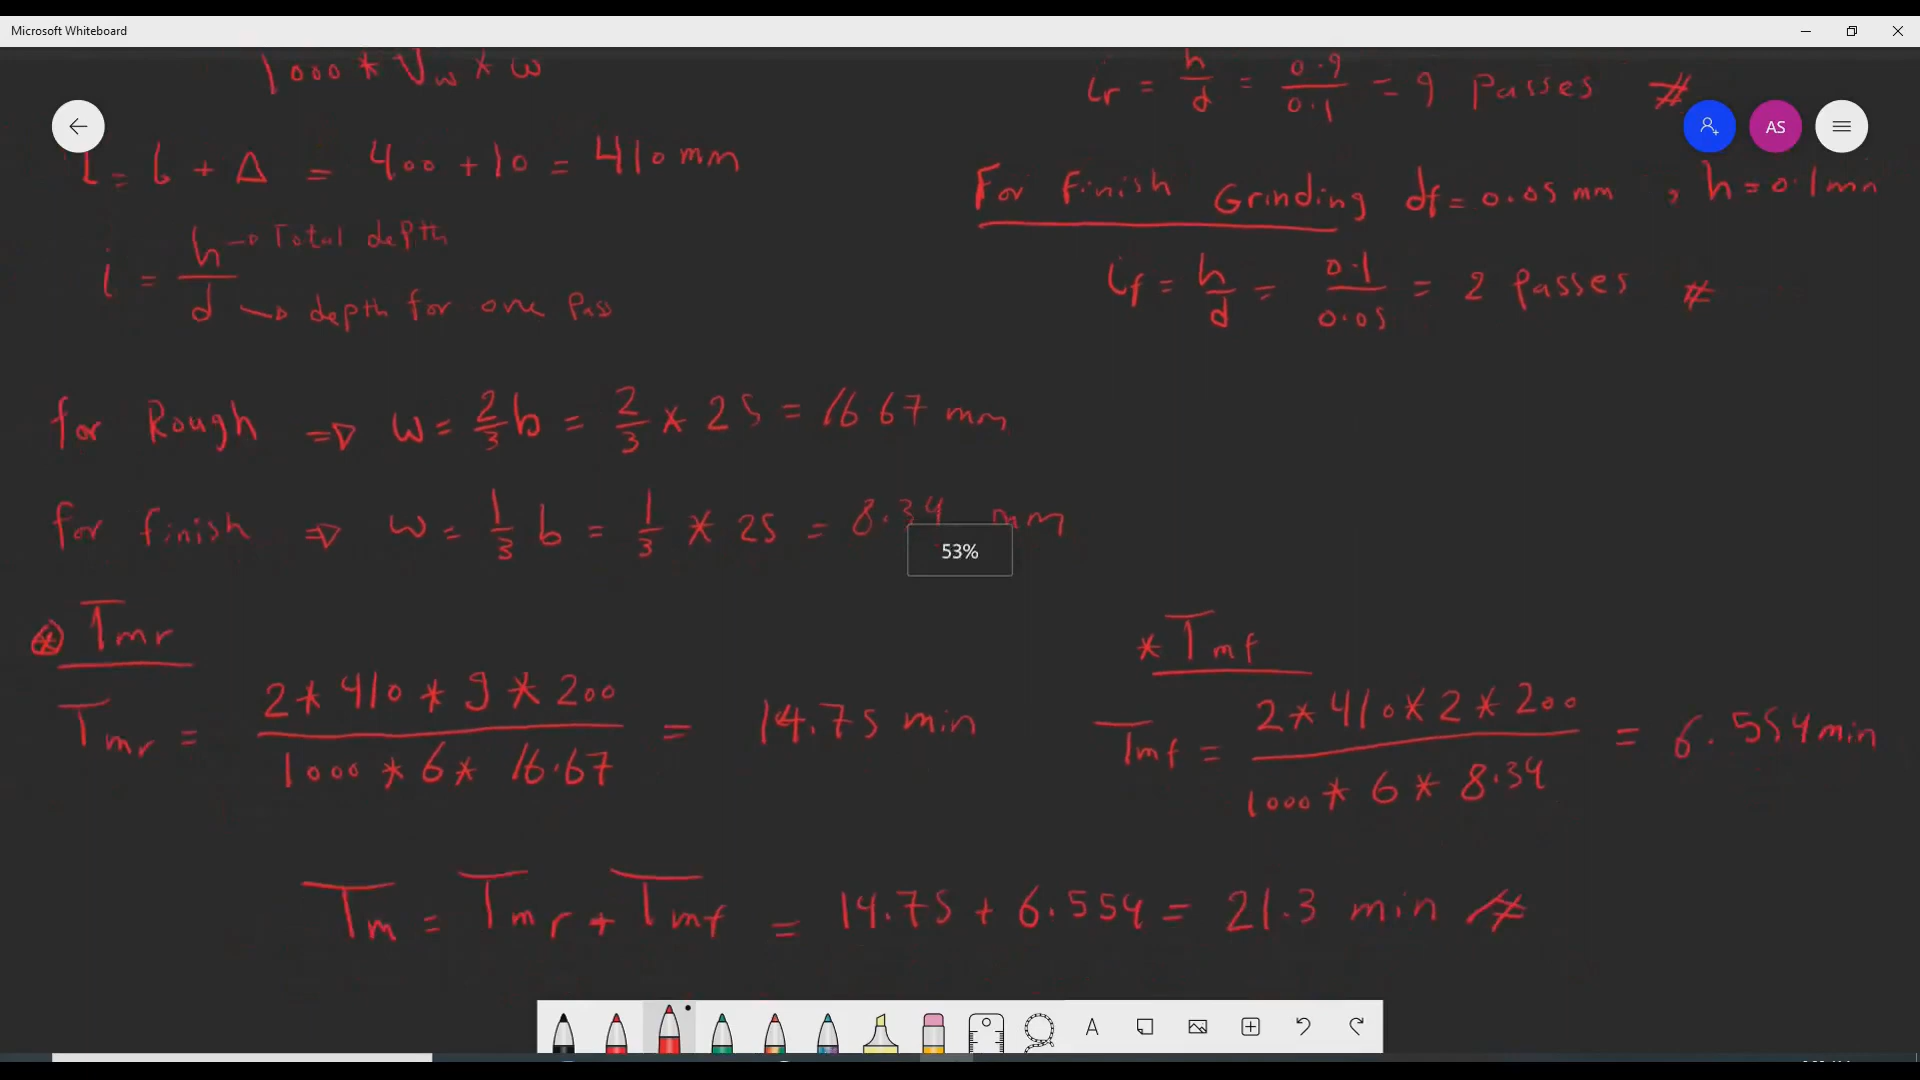 Microsoft Whiteboard
1000 * Vw * w
AS
L = l + Δ = 400 + 10 = 410 mm
i = h / d
h → Total depth
d → depth for one Pass
ir = h/d = 0.9/0.1 = 9 Passes #
For Finish Grinding df = 0.05 mm , h = 0.1 mm
if = h/d = 0.1/0.05 = 2 Passes #
for Rough ⇒ w = 2/3 b = 2/3 * 25 = 16.67 mm
for finish ⇒ w = 1/3 b = 1/3 * 25 = 8.34 mm
53%
* Tmr
Tmr = 2 * 410 * 9 * 200 / 1000 * 6 * 16.67 = 14.75 min
* Tmf
Tmf = 2 * 410 * 2 * 200 / 1000 * 6 * 8.34 = 6.554 min
Tm = Tmr + Tmf = 14.75 + 6.554 = 21.3 min #
A